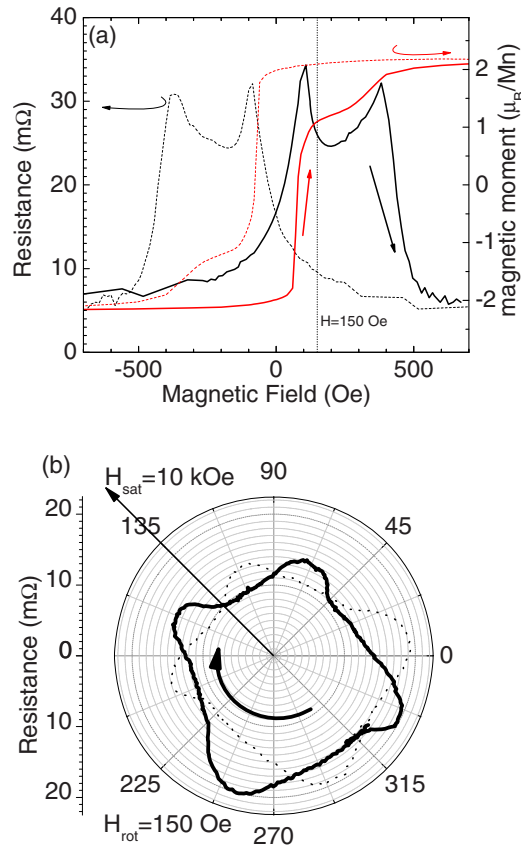 (a)
40
30
20
10
0
Resistance (mΩ)
2
1
0
-1
-2
magnetic moment (μB/Mn)
H=150 Oe
-500 0 500
Magnetic Field (Oe)
(b)
Hsat=10 kOe
90
135
45
0
315
270
225
20
10
0
10
20
Resistance (mΩ)
Hrot=150 Oe